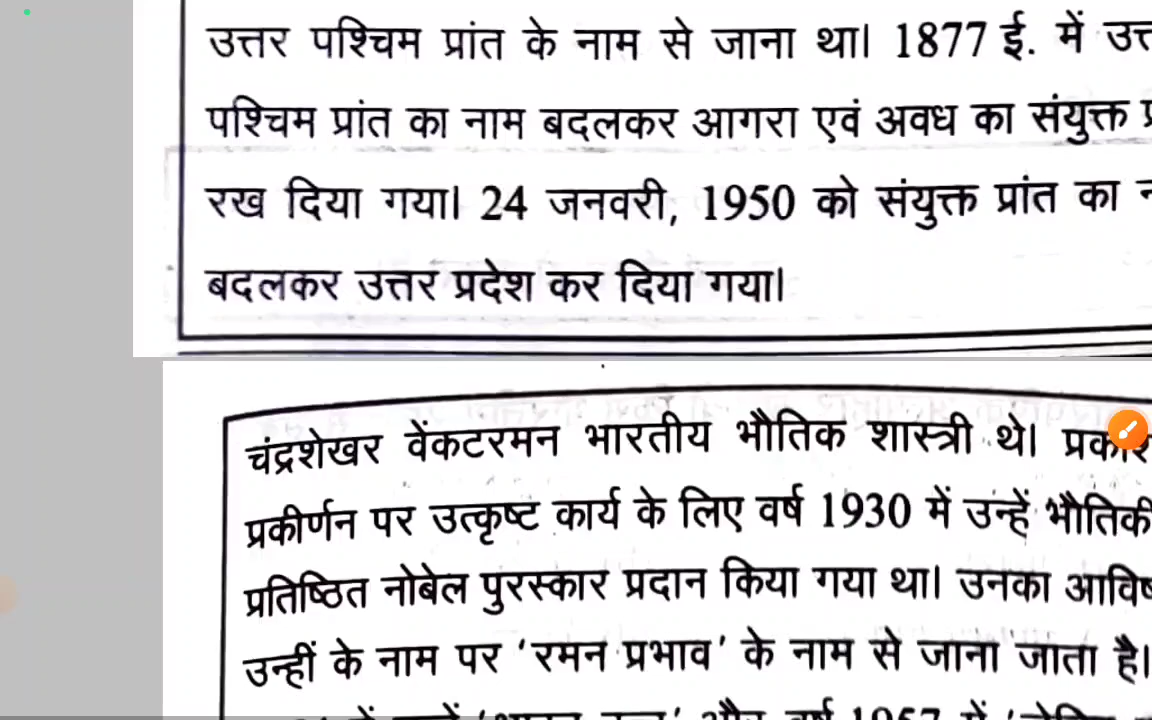 उत्तर पश्चिम प्रांत के नाम से जाना था। 1877 ई. में
पश्चिम प्रांत का नाम बदलकर आगरा एवं अवध का संयुक्त
रख दिया गया। 24 जनवरी, 1950 को संयुक्त प्रांत का
बदलकर उत्तर प्रदेश कर दिया गया।
चंद्रशेखर वेंकटरमन भारतीय भौतिक शास्त्री थे।
प्रकीर्णन पर उत्कृष्ट कार्य के लिए वर्ष 1930 में उन्हें भौतिकी
प्रतिष्ठित नोबेल पुरस्कार प्रदान किया गया था। उनका
उन्हीं के नाम पर ‘रमन प्रभाव’ के नाम से जाना जाता है।